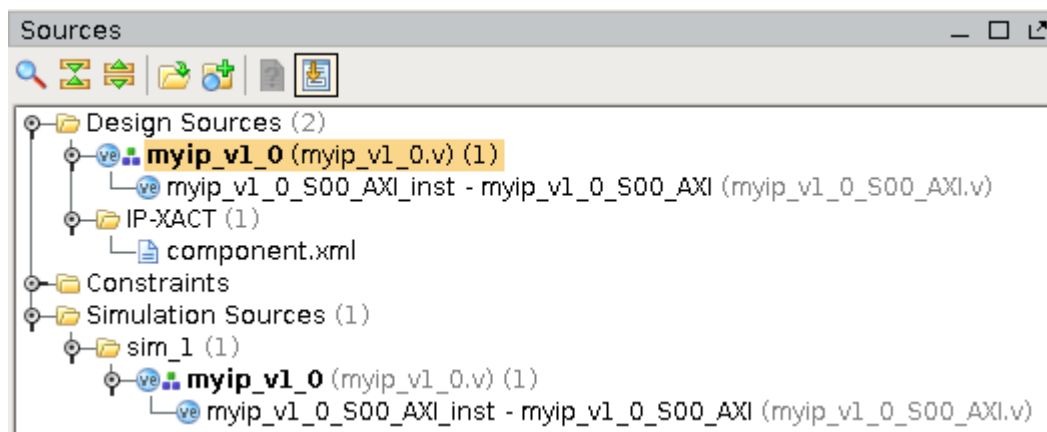 Sources
Design Sources (2)
myip_v1_0 (myip_v1_0.v) (1)
myip_v1_0_S00_AXI_inst - myip_v1_0_S00_AXI (myip_v1_0_S00_AXI.v)
IP-XACT (1)
component.xml
Constraints
Simulation Sources (1)
sim_1 (1)
myip_v1_0 (myip_v1_0.v) (1)
myip_v1_0_S00_AXI_inst - myip_v1_0_S00_AXI (myip_v1_0_S00_AXI.v)